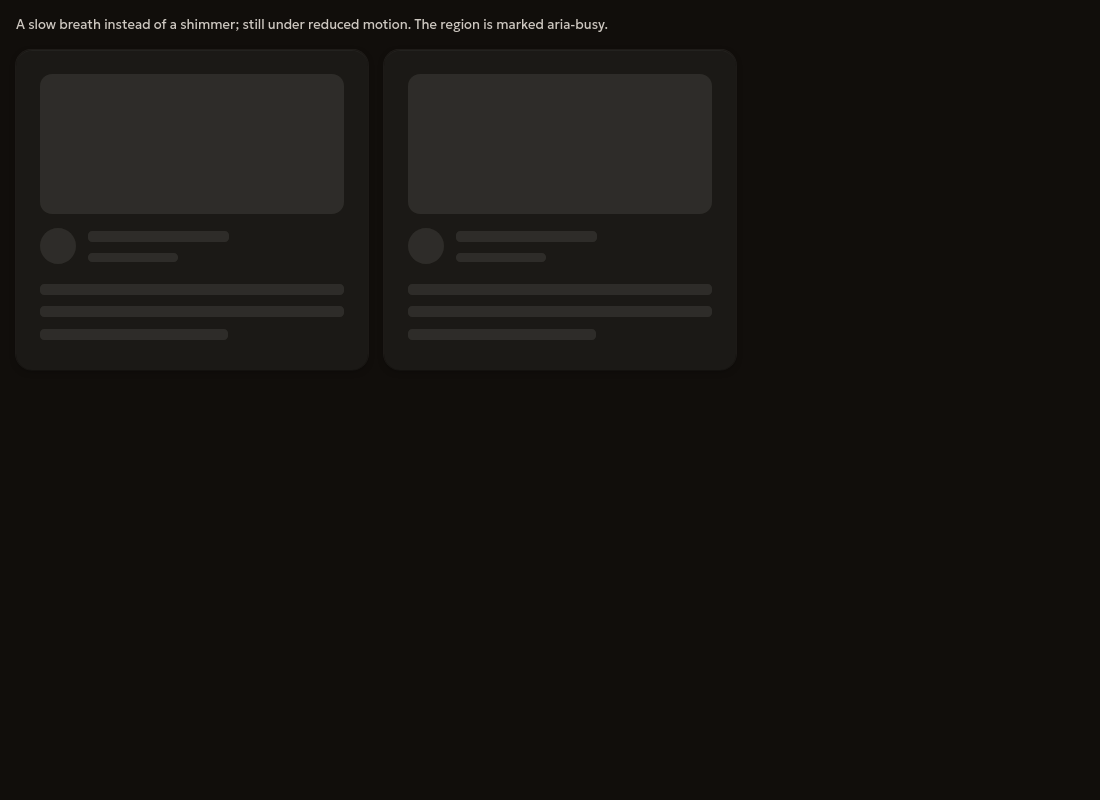 A slow breath instead of a shimmer; still under reduced motion. The region is marked aria-busy.